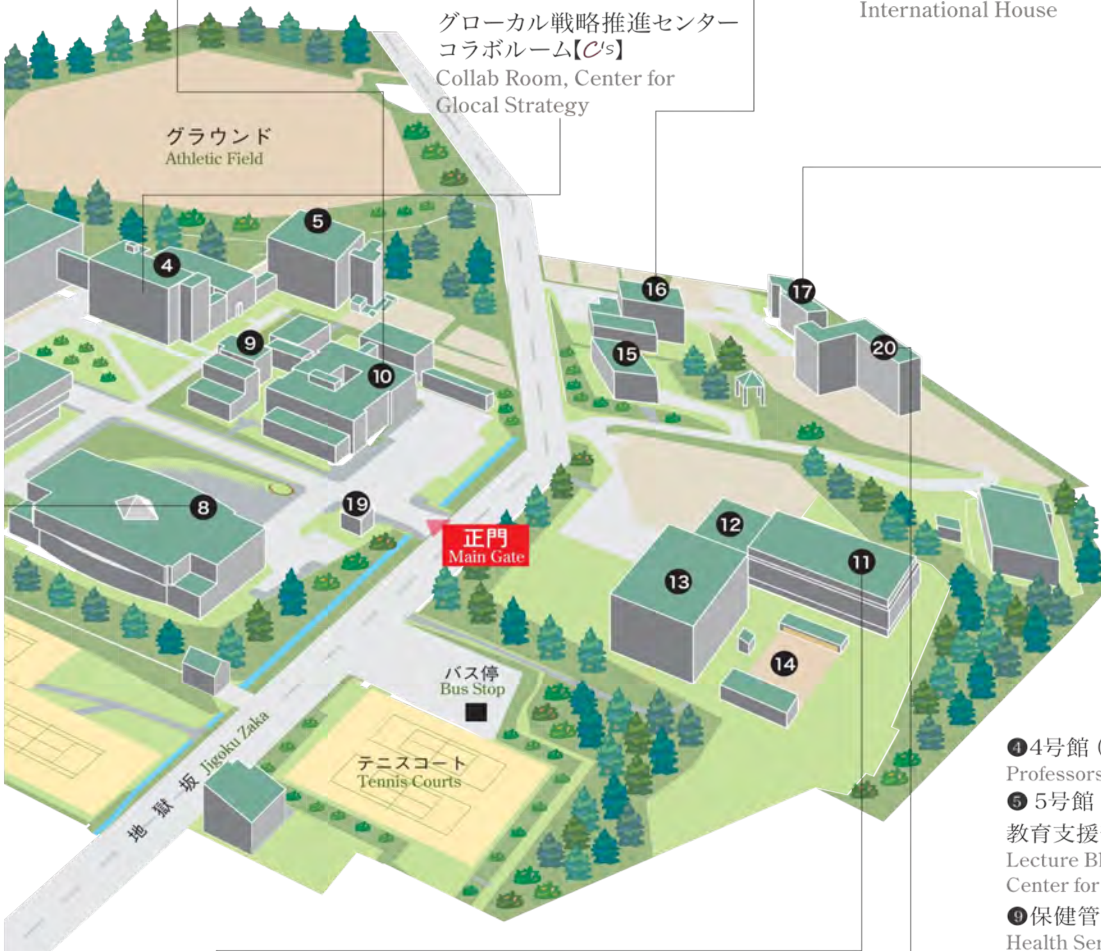 グローカル戦略推進センター
コラボルーム【C's】
Collab Room, Center for
Glocal Strategy
International House
グラウンド
Athletic Field
5
4
16
17
9
15
20
10
8
19
正門
Main Gate
12
11
13
14
バス停
Bus Stop
テニスコート
Tennis Courts
地獄坂 Jigoku Zaka
❹4号館（
Professors
❺ 5号館
教育支援
Lecture Bl
Center for
❾保健管
Health Ser